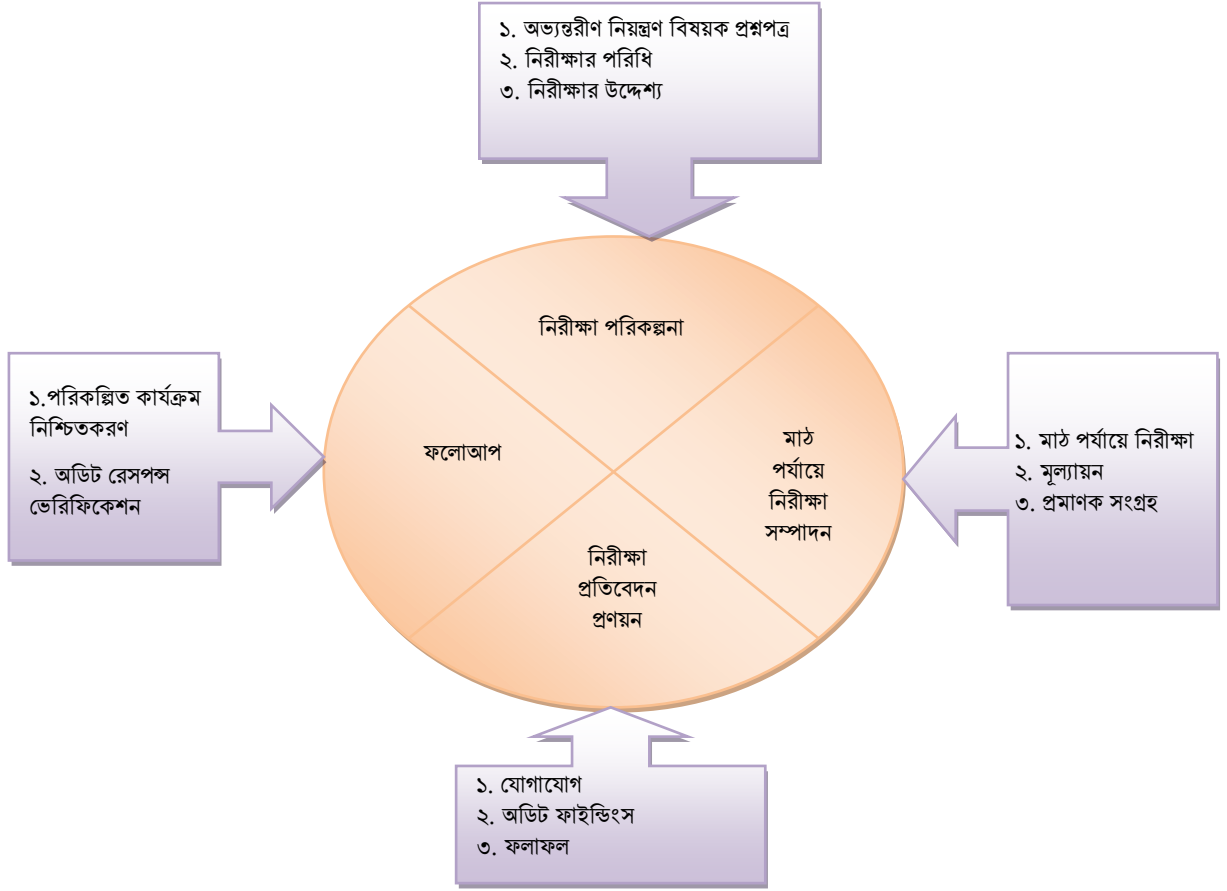 ১. অভ্যন্তরীণ নিয়ন্ত্রণ বিষয়ক প্রশ্নপত্র
২. নিরীক্ষার পরিধি
৩. নিরীক্ষার উদ্দেশ্য
নিরীক্ষা পরিকল্পনা
১.পরিকল্পিত কার্যক্রম
নিশ্চিতকরণ
২. অডিট রেসপন্স
ভেরিফিকেশন
ফলোআপ
মাঠ
পর্যায়ে
নিরীক্ষা
সম্পাদন
১. মাঠ পর্যায়ে নিরীক্ষা
২. মূল্যায়ন
৩. প্রমাণক সংগ্রহ
নিরীক্ষা
প্রতিবেদন
প্রণয়ন
১. যোগাযোগ
২. অডিট ফাইন্ডিংস
৩. ফলাফল